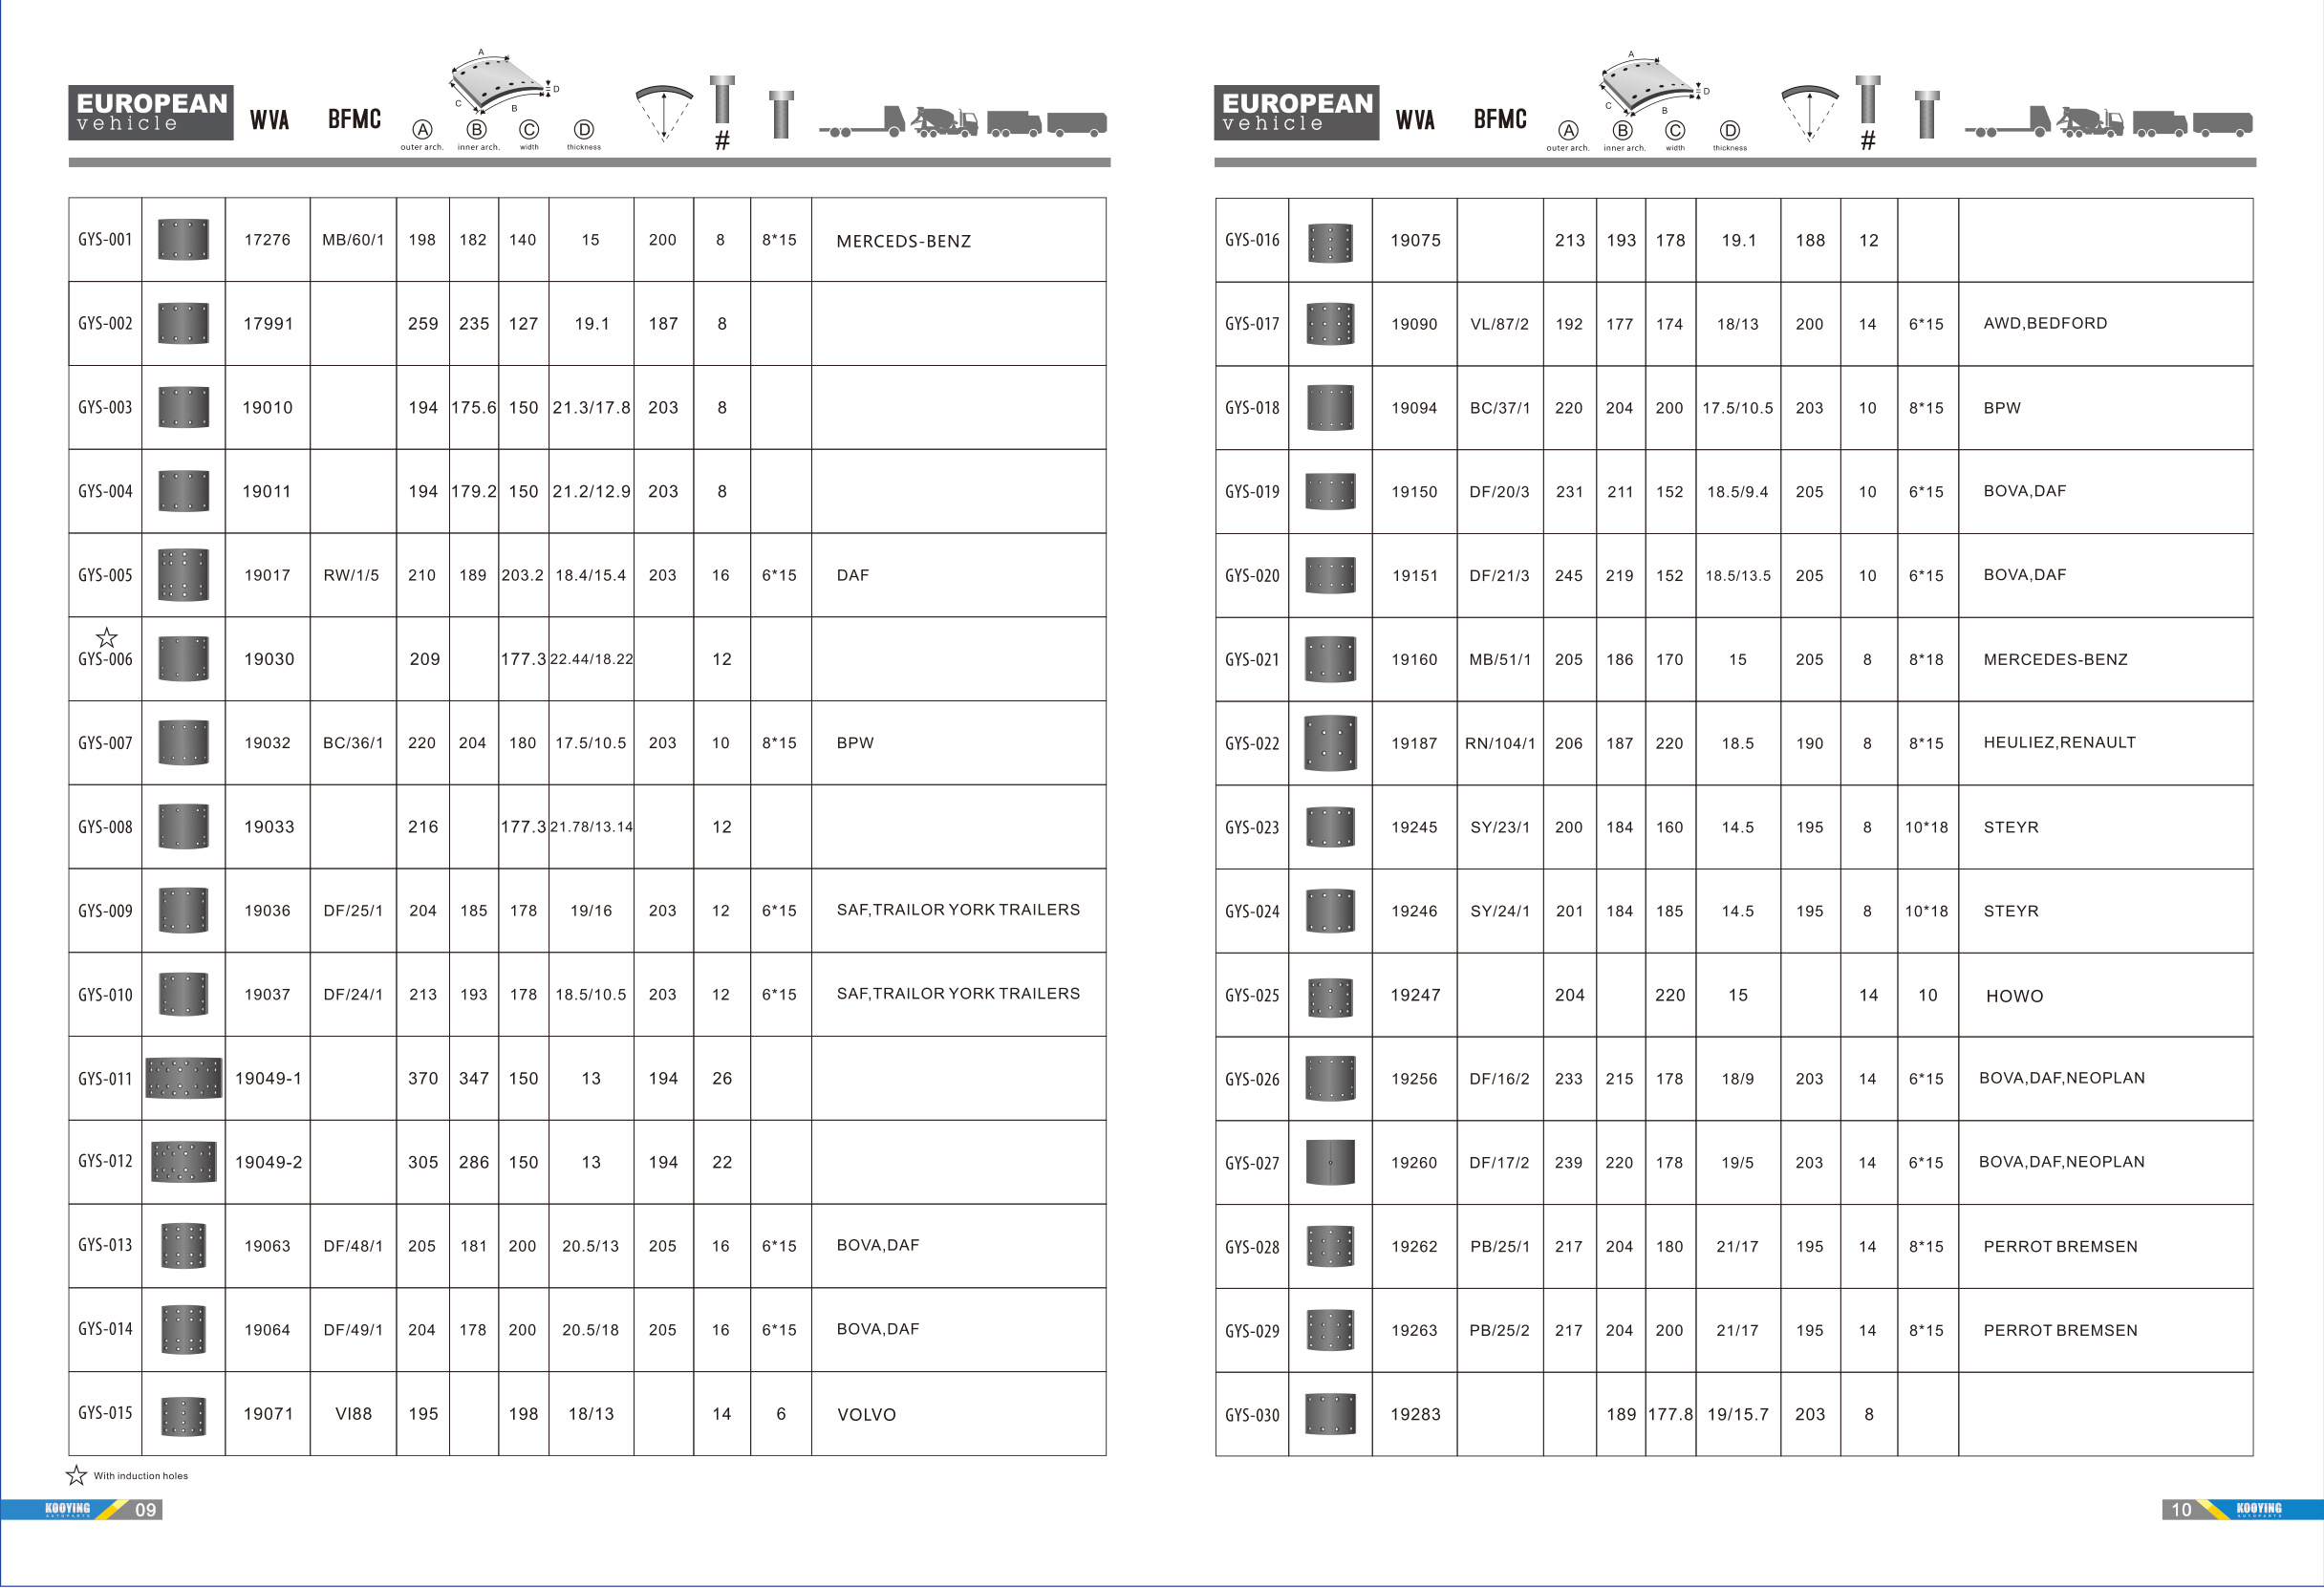 A
C
B
D
EUROPEAN
vehicle
WVA BFMC Ⓐ Ⓑ Ⓒ Ⓓ #
outer arch. inner arch. width thickness
GYS-001 17276 MB/60/1 198 182 140 15 200 8 8*15 MERCEDS-BENZ
GYS-002 17991 259 235 127 19.1 187 8
GYS-003 19010 194 175.6 150 21.3/17.8 203 8
GYS-004 19011 194 179.2 150 21.2/12.9 203 8
GYS-005 19017 RW/1/5 210 189 203.2 18.4/15.4 203 16 6*15 DAF
☆
GYS-006 19030 209 177.3 22.44/18.22 12
GYS-007 19032 BC/36/1 220 204 180 17.5/10.5 203 10 8*15 BPW
GYS-008 19033 216 177.3 21.78/13.14 12
GYS-009 19036 DF/25/1 204 185 178 19/16 203 12 6*15 SAF,TRAILOR YORK TRAILERS
GYS-010 19037 DF/24/1 213 193 178 18.5/10.5 203 12 6*15 SAF,TRAILOR YORK TRAILERS
GYS-011 19049-1 370 347 150 13 194 26
GYS-012 19049-2 305 286 150 13 194 22
GYS-013 19063 DF/48/1 205 181 200 20.5/13 205 16 6*15 BOVA,DAF
GYS-014 19064 DF/49/1 204 178 200 20.5/18 205 16 6*15 BOVA,DAF
GYS-015 19071 VI88 195 198 18/13 14 6 VOLVO
☆ With induction holes
KOOYING
AUTOPARTS
09
A
C
B
D
EUROPEAN
vehicle
WVA BFMC Ⓐ Ⓑ Ⓒ Ⓓ #
outer arch. inner arch. width thickness
GYS-016 19075 213 193 178 19.1 188 12
GYS-017 19090 VL/87/2 192 177 174 18/13 200 14 6*15 AWD,BEDFORD
GYS-018 19094 BC/37/1 220 204 200 17.5/10.5 203 10 8*15 BPW
GYS-019 19150 DF/20/3 231 211 152 18.5/9.4 205 10 6*15 BOVA,DAF
GYS-020 19151 DF/21/3 245 219 152 18.5/13.5 205 10 6*15 BOVA,DAF
GYS-021 19160 MB/51/1 205 186 170 15 205 8 8*18 MERCEDES-BENZ
GYS-022 19187 RN/104/1 206 187 220 18.5 190 8 8*15 HEULIEZ,RENAULT
GYS-023 19245 SY/23/1 200 184 160 14.5 195 8 10*18 STEYR
GYS-024 19246 SY/24/1 201 184 185 14.5 195 8 10*18 STEYR
GYS-025 19247 204 220 15 14 10 HOWO
GYS-026 19256 DF/16/2 233 215 178 18/9 203 14 6*15 BOVA,DAF,NEOPLAN
GYS-027 19260 DF/17/2 239 220 178 19/5 203 14 6*15 BOVA,DAF,NEOPLAN
GYS-028 19262 PB/25/1 217 204 180 21/17 195 14 8*15 PERROT BREMSEN
GYS-029 19263 PB/25/2 217 204 200 21/17 195 14 8*15 PERROT BREMSEN
GYS-030 19283 189 177.8 19/15.7 203 8
10
KOOYING
AUTOPARTS